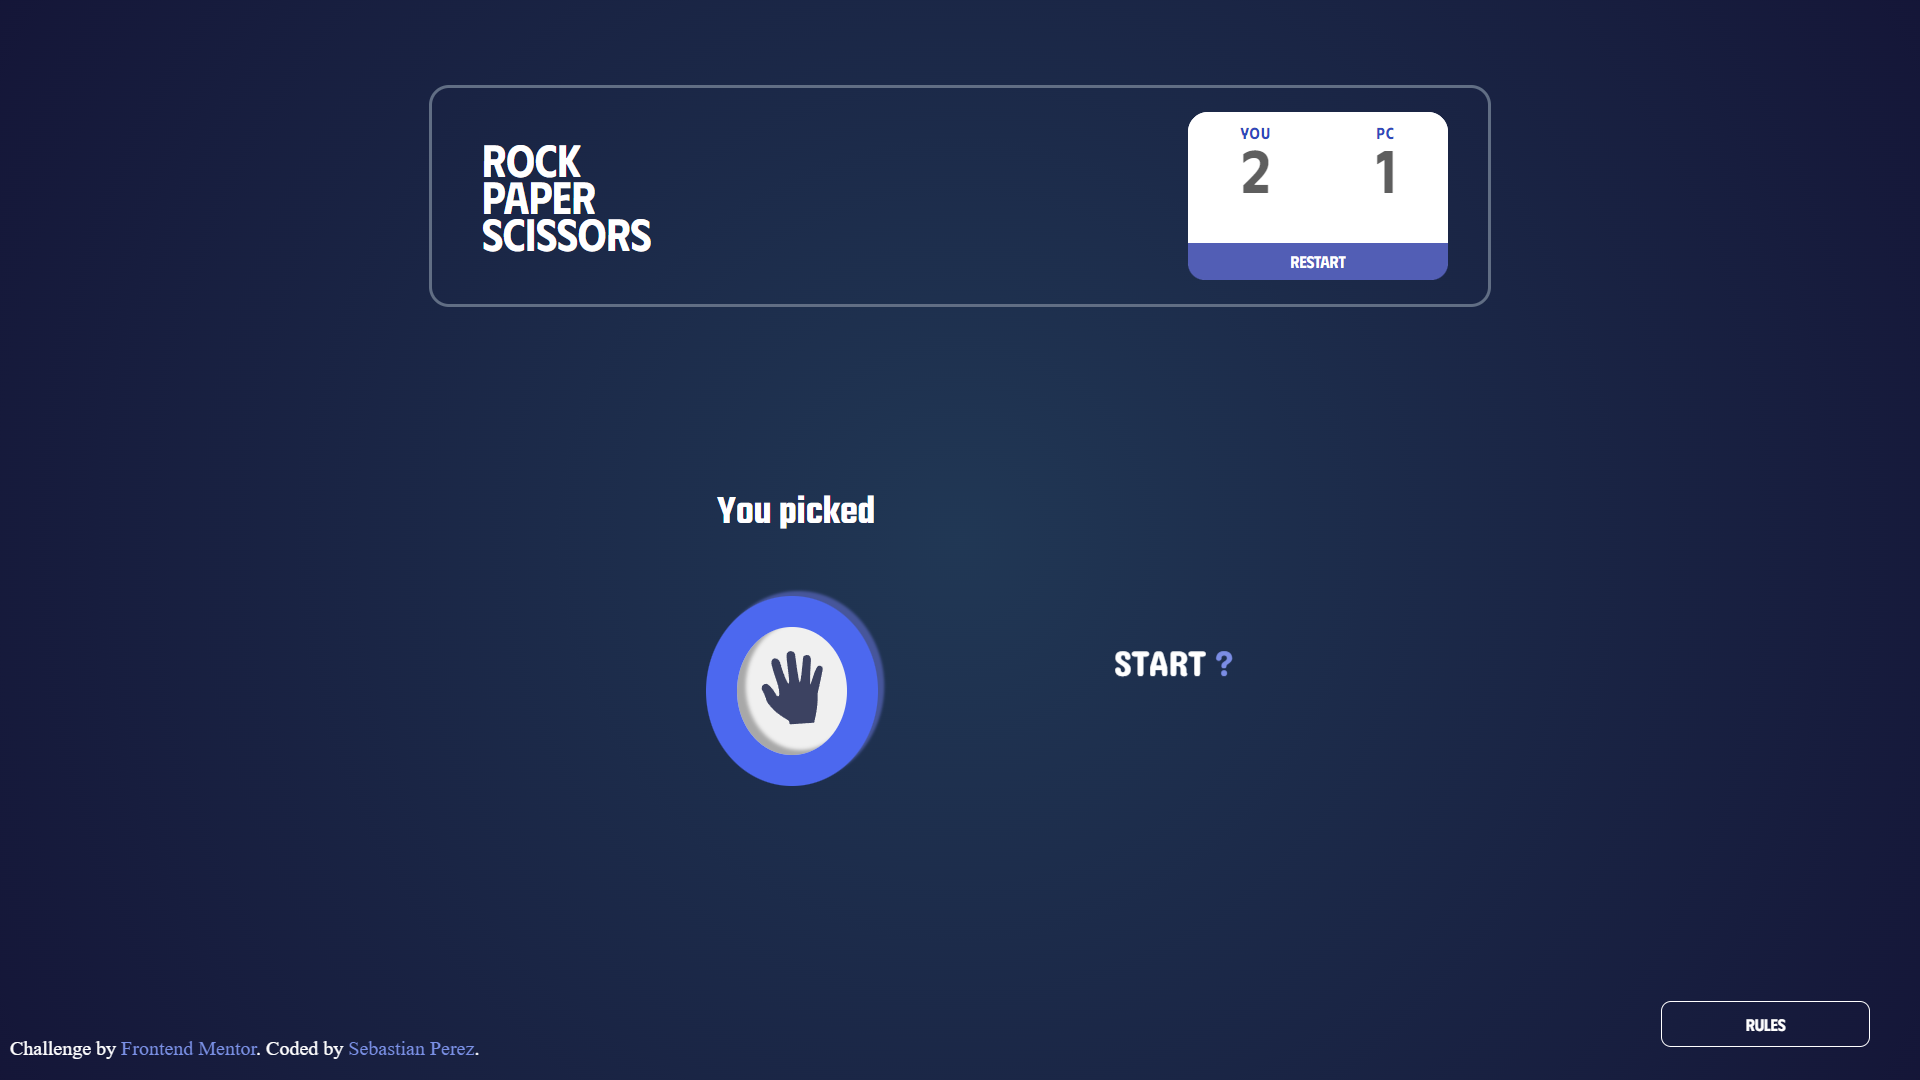 ROCK
PAPER
SCISSORS
YOU PC
2 1
RESTART
You picked
START ?
RULES
Challenge by Frontend Mentor. Coded by Sebastian Perez.